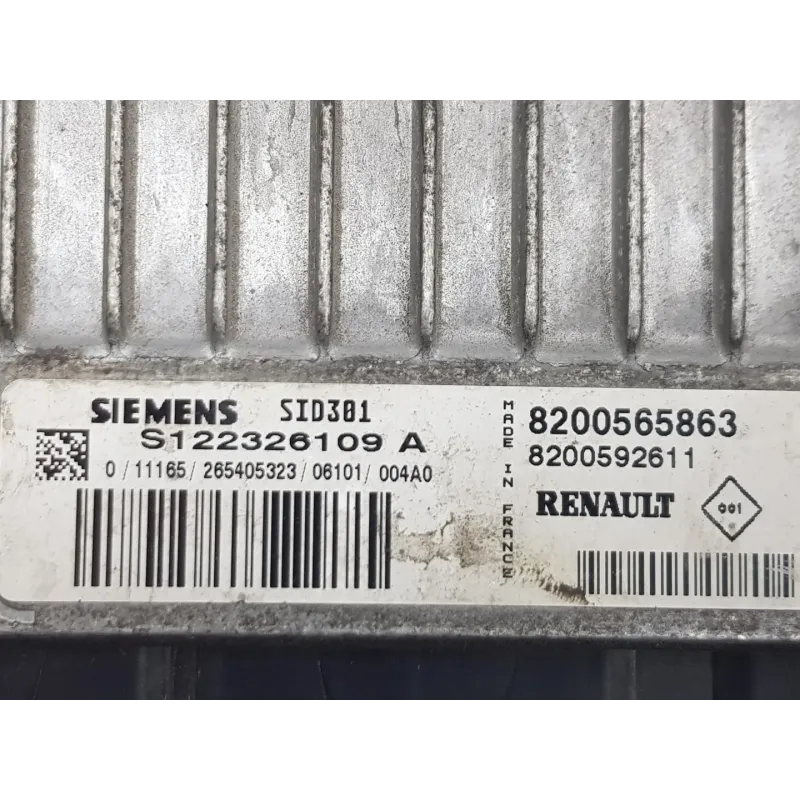 SIEMENS SID301
S122326109 A
0 / 11165 / 265405323 / 06101 / 004A0
MADE IN FRANCE
8200565863
8200592611
RENAULT 001